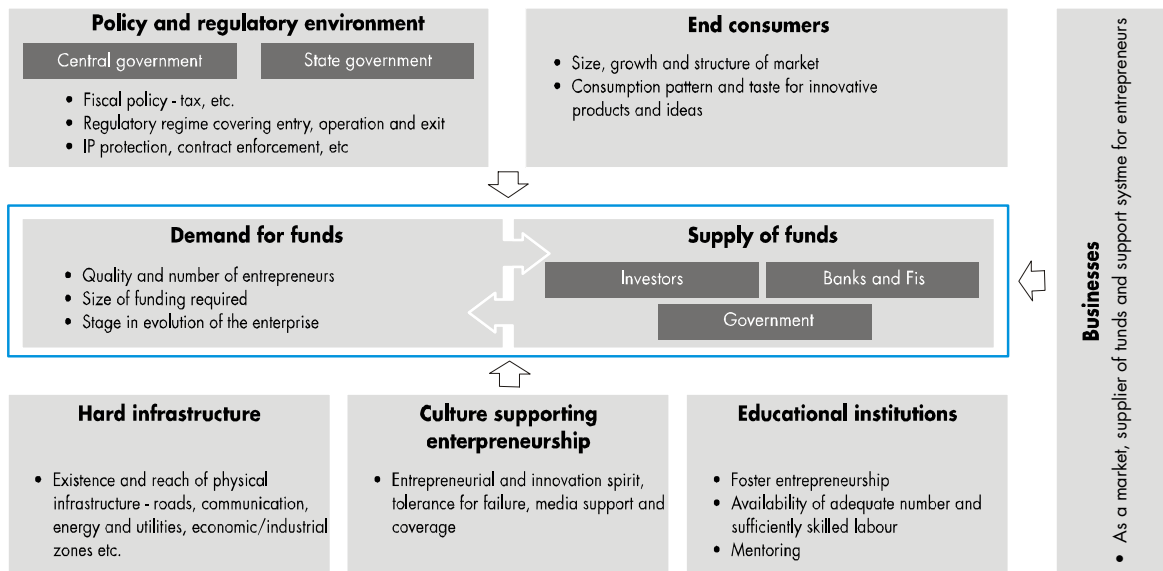 Policy and regulatory environment
Central government
State government
• Fiscal policy - tax, etc.
• Regulatory regime covering entry, operation and exit
• IP protection, contract enforcement, etc
End consumers
• Size, growth and structure of market
• Consumption pattern and taste for innovative
products and ideas
Demand for funds
• Quality and number of entrepreneurs
• Size of funding required
• Stage in evolution of the enterprise
Supply of funds
Investors
Banks and Fis
Government
Hard infrastructure
• Existence and reach of physical
infrastructure - roads, communication,
energy and utilities, economic/industrial
zones etc.
Culture supporting
enterpreneurship
• Entrepreneurial and innovation spirit,
tolerance for failure, media support and
coverage
Educational institutions
• Foster entrepreneurship
• Availability of adequate number and
sufficiently skilled labour
• Mentoring
Businesses
• As a market, supplier of funds and support systme for entrepreneurs